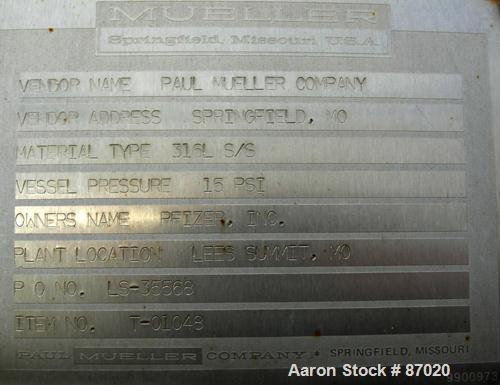 MUELLER
Springfield, Missouri U.S.A.
VENDOR NAME PAUL MUELLER COMPANY
VENDOR ADDRESS SPRINGFIELD, MO
MATERIAL TYPE 316L S/S
VESSEL PRESSURE 15 PSI
OWNERS NAME PFIZER, INC.
PLANT LOCATION LEES SUMMIT, MO
P O NO. LS-35568
ITEM NO. T-01048
PAUL MUELLER COMPANY • SPRINGFIELD, MISSOURI
9900973
Aaron Stock # 87020